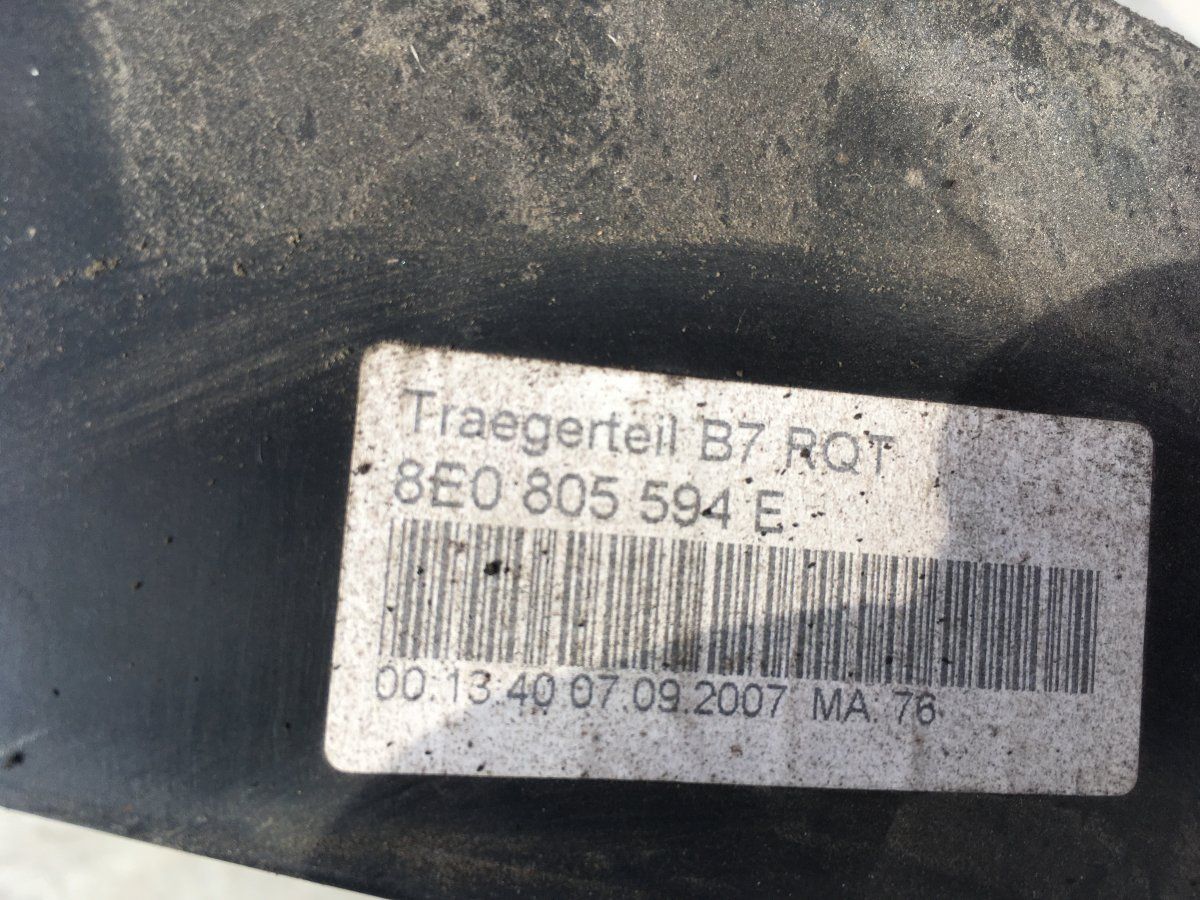 Traegerteil B7 RQT
8E0 805 594 E
00:13:40 07.09.2007 MA: 76